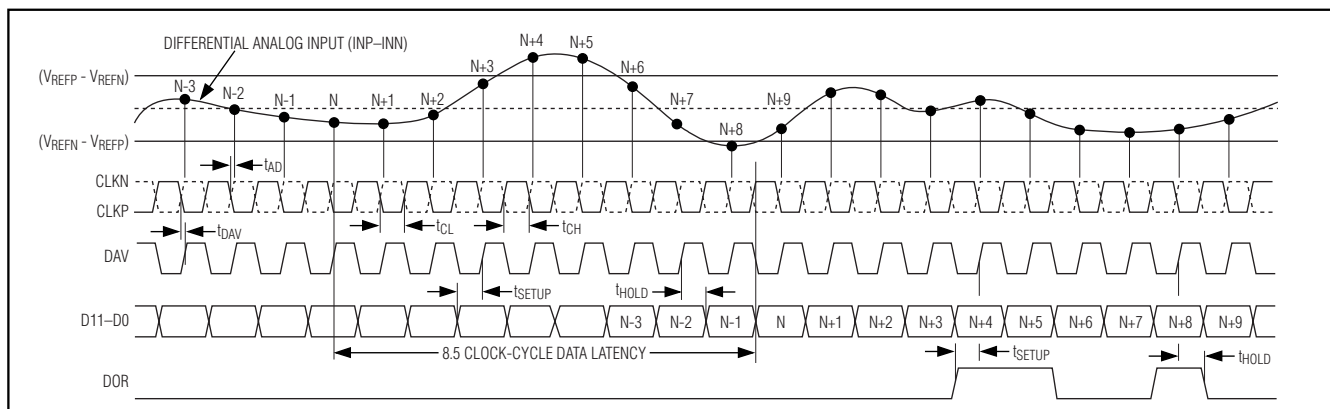 DIFFERENTIAL ANALOG INPUT (INP–INN)
(VREFP - VREFN)
(VREFN - VREFP)
N-3
N-2
N-1
N
N+1
N+2
N+3
N+4
N+5
N+6
N+7
N+8
N+9
tAD
CLKN
CLKP
tDAV
tCL
tCH
DAV
tSETUP
tHOLD
D11–D0
N-3 N-2 N-1 N N+1 N+2 N+3 N+4 N+5 N+6 N+7 N+8 N+9
8.5 CLOCK-CYCLE DATA LATENCY
tSETUP
tHOLD
DOR